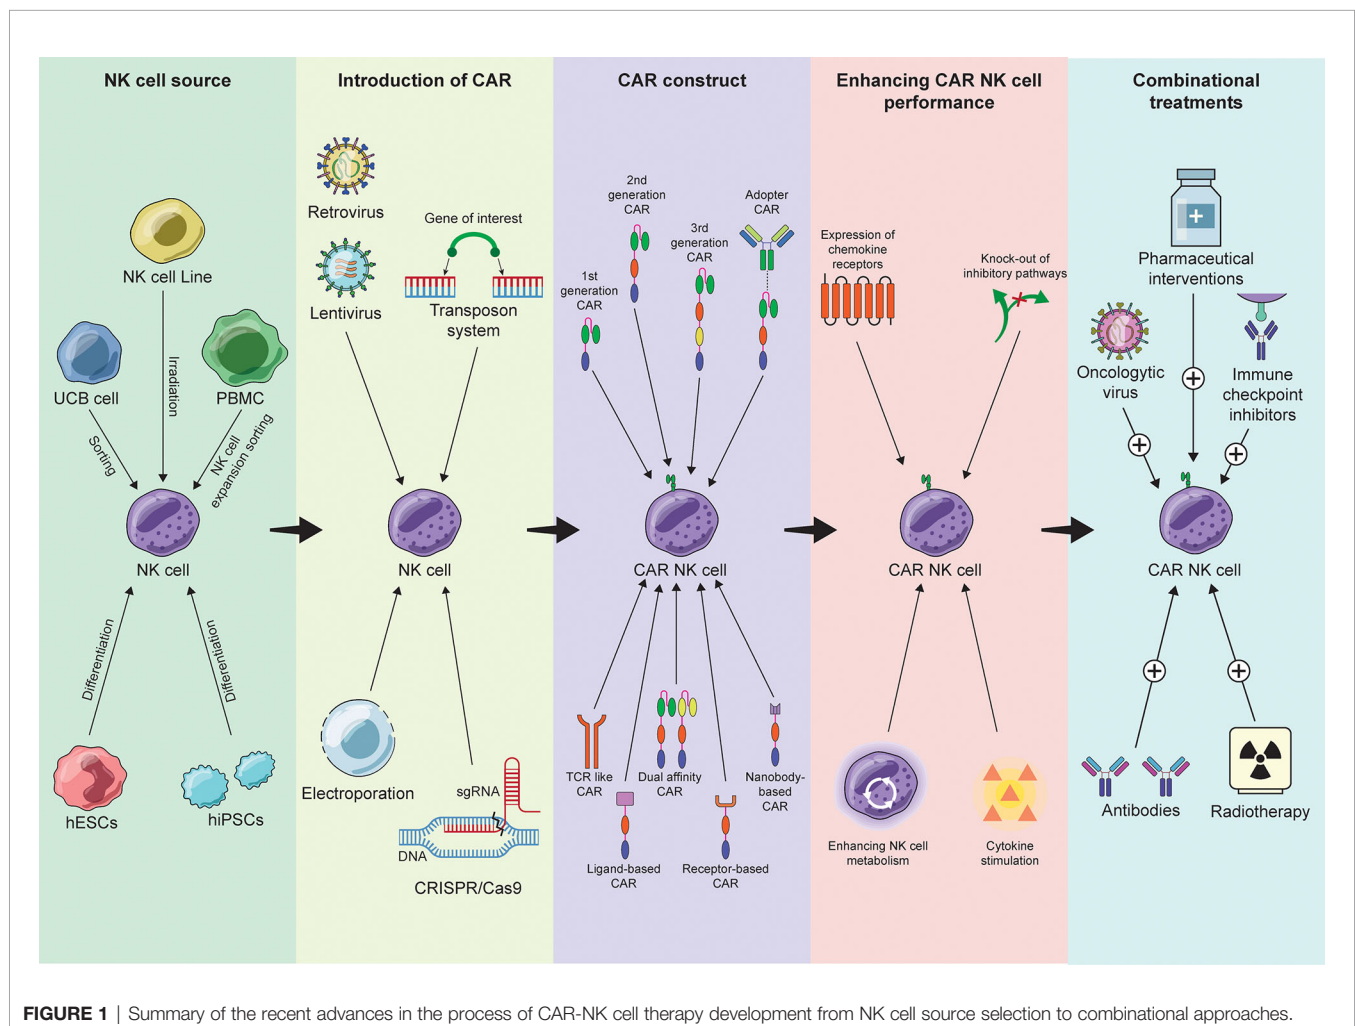 NK cell source
NK cell Line
UCB cell
PBMC
Irradiation
Sorting
NK cell
expansion sorting
NK cell
Differentiation
Differentiation
hESCs
hiPSCs
Introduction of CAR
Retrovirus
Gene of interest
Lentivirus
Transposon
system
NK cell
Electroporation
sgRNA
DNA
CRISPR/Cas9
CAR construct
2nd
generation
CAR
Adopter
CAR
3rd
generation
CAR
1st
generation
CAR
CAR NK cell
TCR like
CAR
Dual affinity
CAR
Nanobody-
based
CAR
Ligand-based
CAR
Receptor-based
CAR
Enhancing CAR NK cell
performance
Expression of
chemokine
receptors
Knock-out of
inhibitory pathways
CAR NK cell
Enhancing NK cell
metabolism
Cytokine
stimulation
Combinational
treatments
Pharmaceutical
interventions
Oncologytic
virus
Immune
checkpoint
inhibitors
CAR NK cell
Antibodies
Radiotherapy
FIGURE 1 | Summary of the recent advances in the process of CAR-NK cell therapy development from NK cell source selection to combinational approaches.